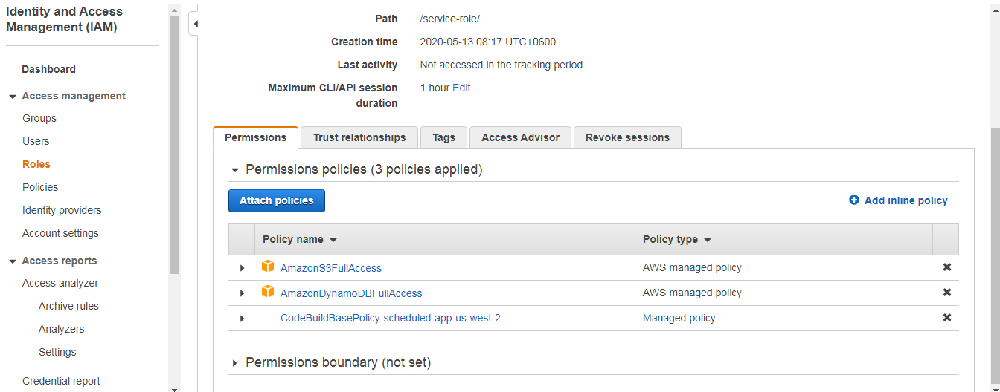 Identity and Access
Management (IAM)
Dashboard
Access management
Groups
Users
Roles
Policies
Identity providers
Account settings
Access reports
Access analyzer
Archive rules
Analyzers
Settings
Credential report
Path /service-role/
Creation time 2020-05-13 08:17 UTC+0600
Last activity Not accessed in the tracking period
Maximum CLI/API session 1 hour Edit
duration
Permissions Trust relationships Tags Access Advisor Revoke sessions
Permissions policies (3 policies applied)
Attach policies Add inline policy
Policy name Policy type
AmazonS3FullAccess AWS managed policy
AmazonDynamoDBFullAccess AWS managed policy
CodeBuildBasePolicy-scheduled-app-us-west-2 Managed policy
Permissions boundary (not set)